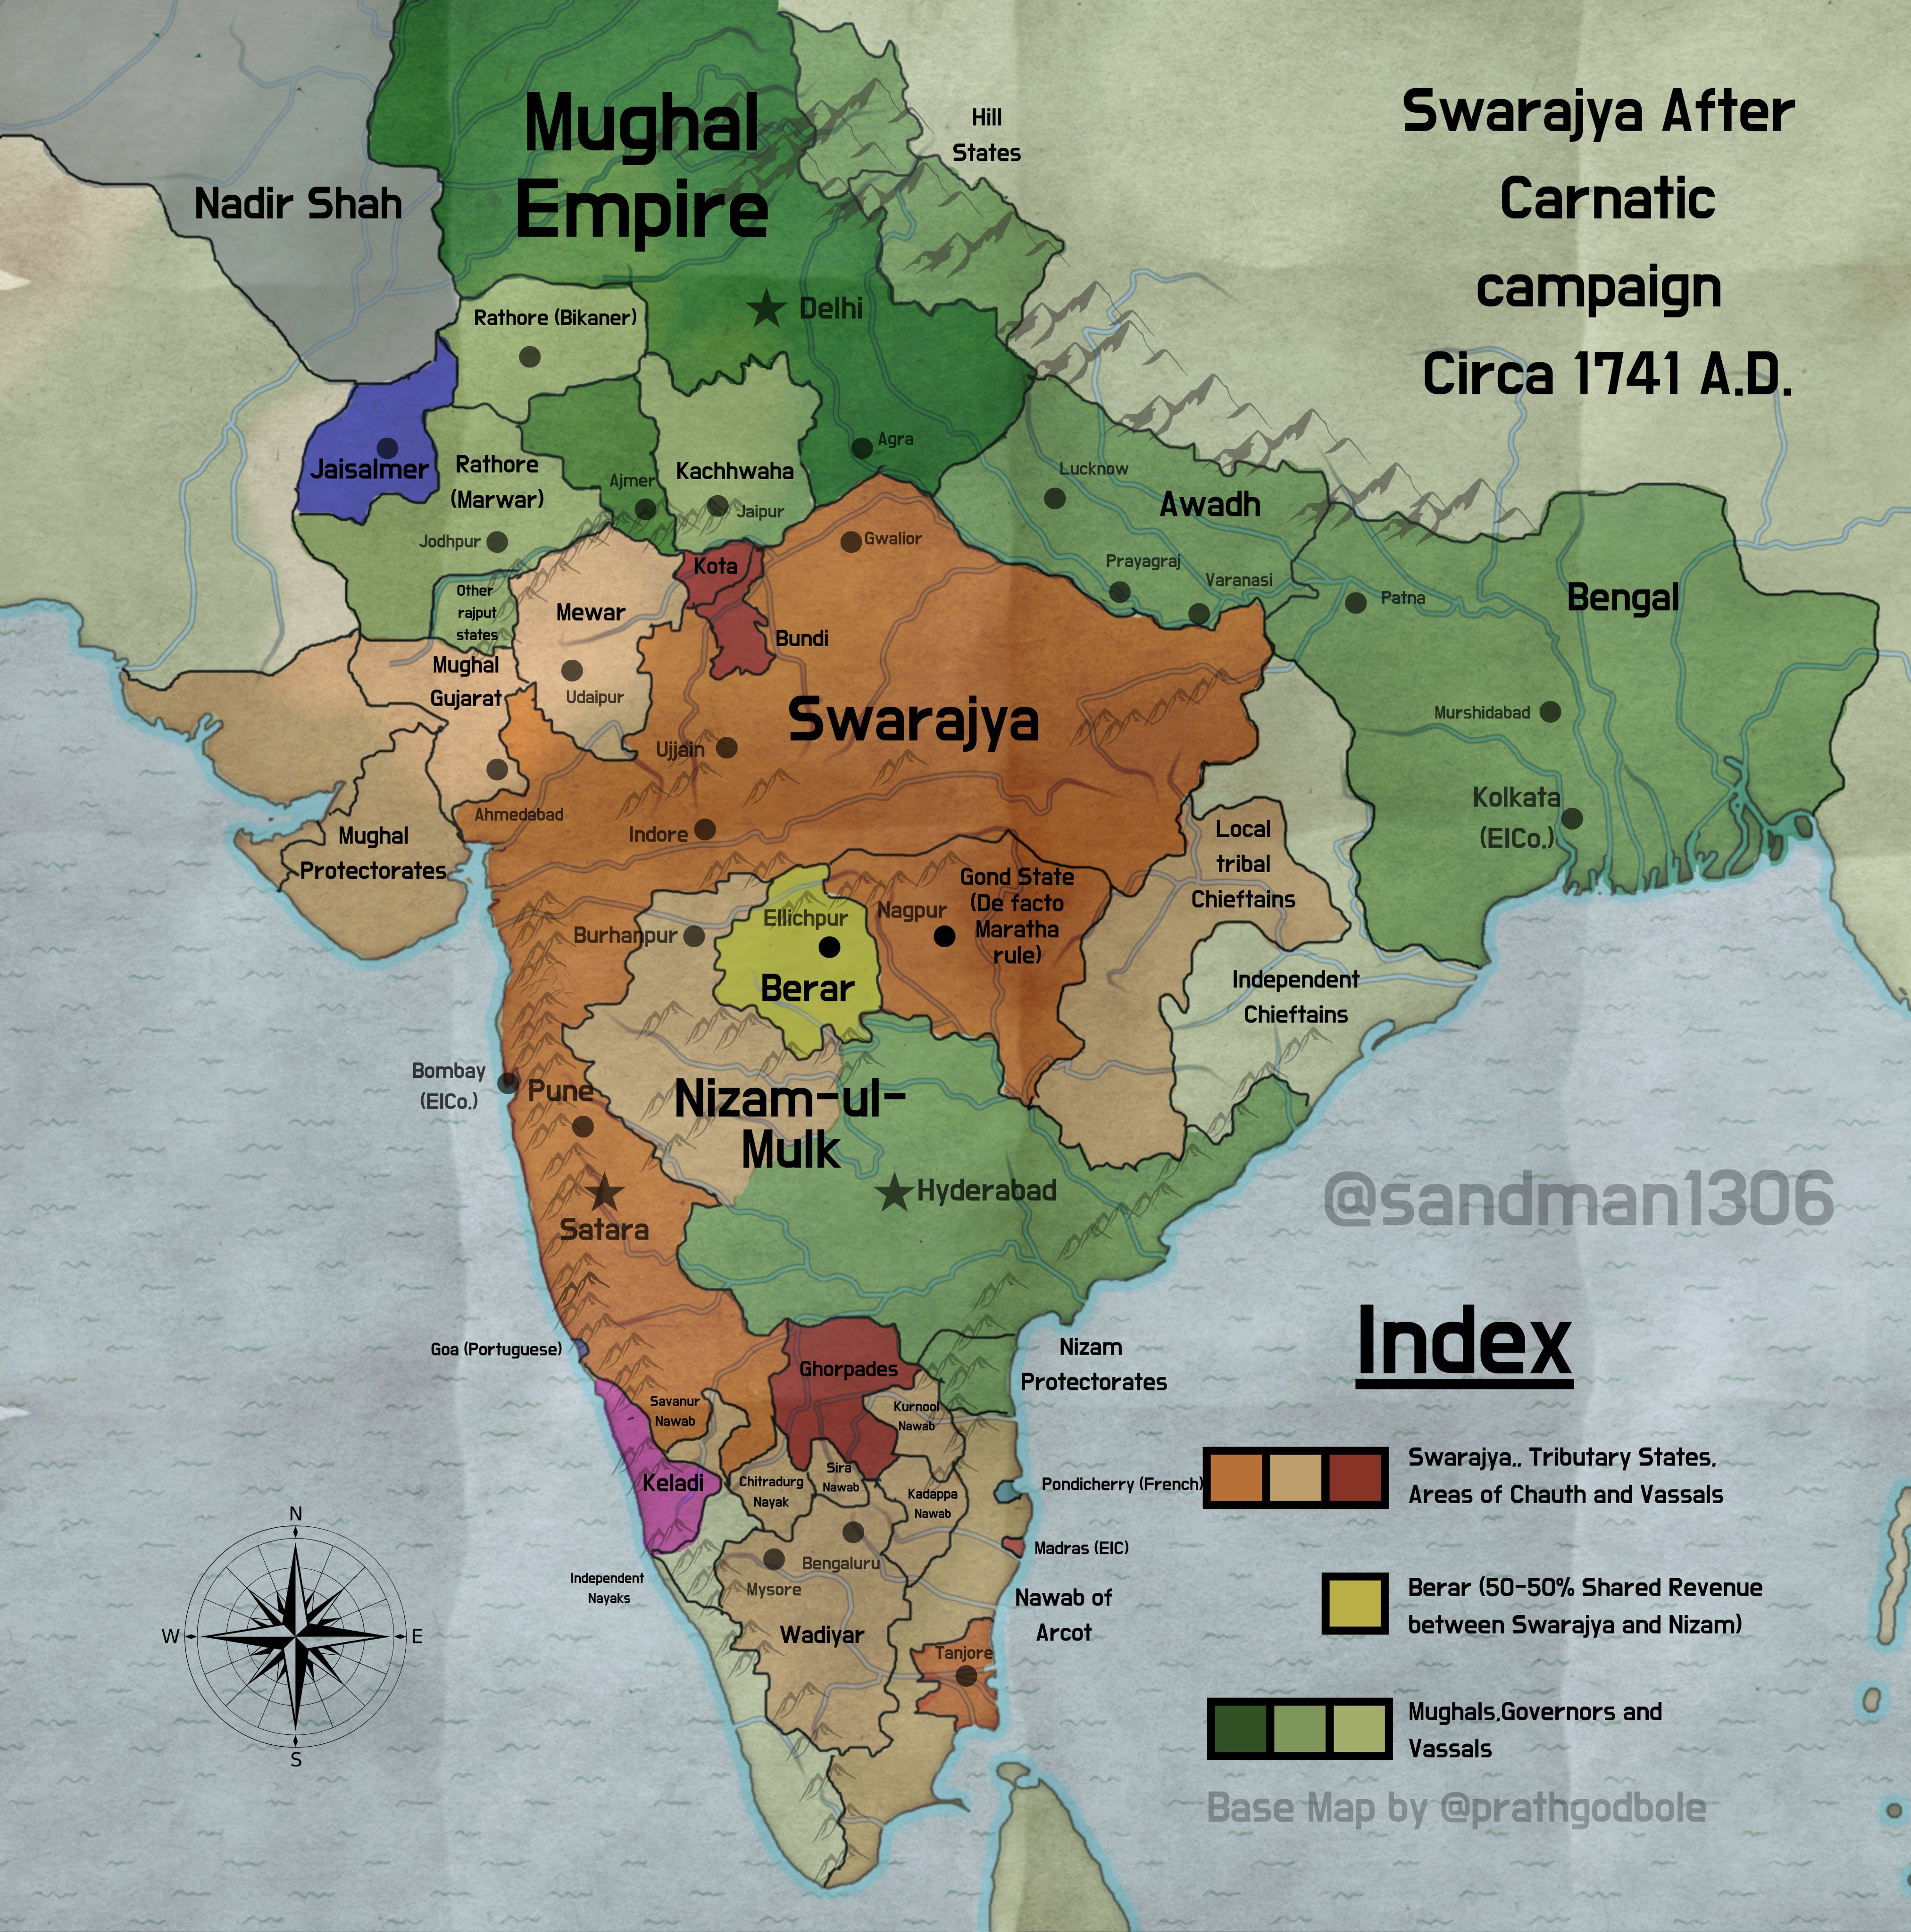 Swarajya After
Carnatic
campaign
Circa 1741 A.D.
Mughal
Empire
Hill
States
Nadir Shah
Delhi
Rathore (Bikaner)
Agra
Jaisalmer
Rathore
(Marwar)
Ajmer
Kachhwaha
Jaipur
Jodhpur
Lucknow
Awadh
Prayagraj
Varanasi
Patna
Bengal
Gwalior
Kota
Bundi
Other
rajput
states
Mewar
Udaipur
Mughal
Gujarat
Swarajya
Ujjain
Murshidabad
Kolkata
(EICo.)
Ahmedabad
Indore
Mughal
Protectorates
Local
tribal
Chieftains
Gond State
(De facto
Maratha
rule)
Nagpur
Ellichpur
Burhanpur
Berar
Independent
Chieftains
Bombay
(EICo.)
Pune
Nizam-ul-
Mulk
Satara
Hyderabad
@sandman1306
Goa (Portuguese)
Ghorpades
Nizam
Protectorates
Savanur
Nawab
Kurnool
Nawab
Keladi
Chitradurg
Nayak
Sira
Nawab
Kadappa
Nawab
Pondicherry (French)
Madras (EIC)
Bengaluru
Mysore
Independent
Nayaks
Wadiyar
Nawab of
Arcot
Tanjore
N
W
E
S
Index
Swarajya,, Tributary States,
Areas of Chauth and Vassals
Berar (50-50% Shared Revenue
between Swarajya and Nizam)
Mughals,Governors and
Vassals
Base Map by @prathgodbole